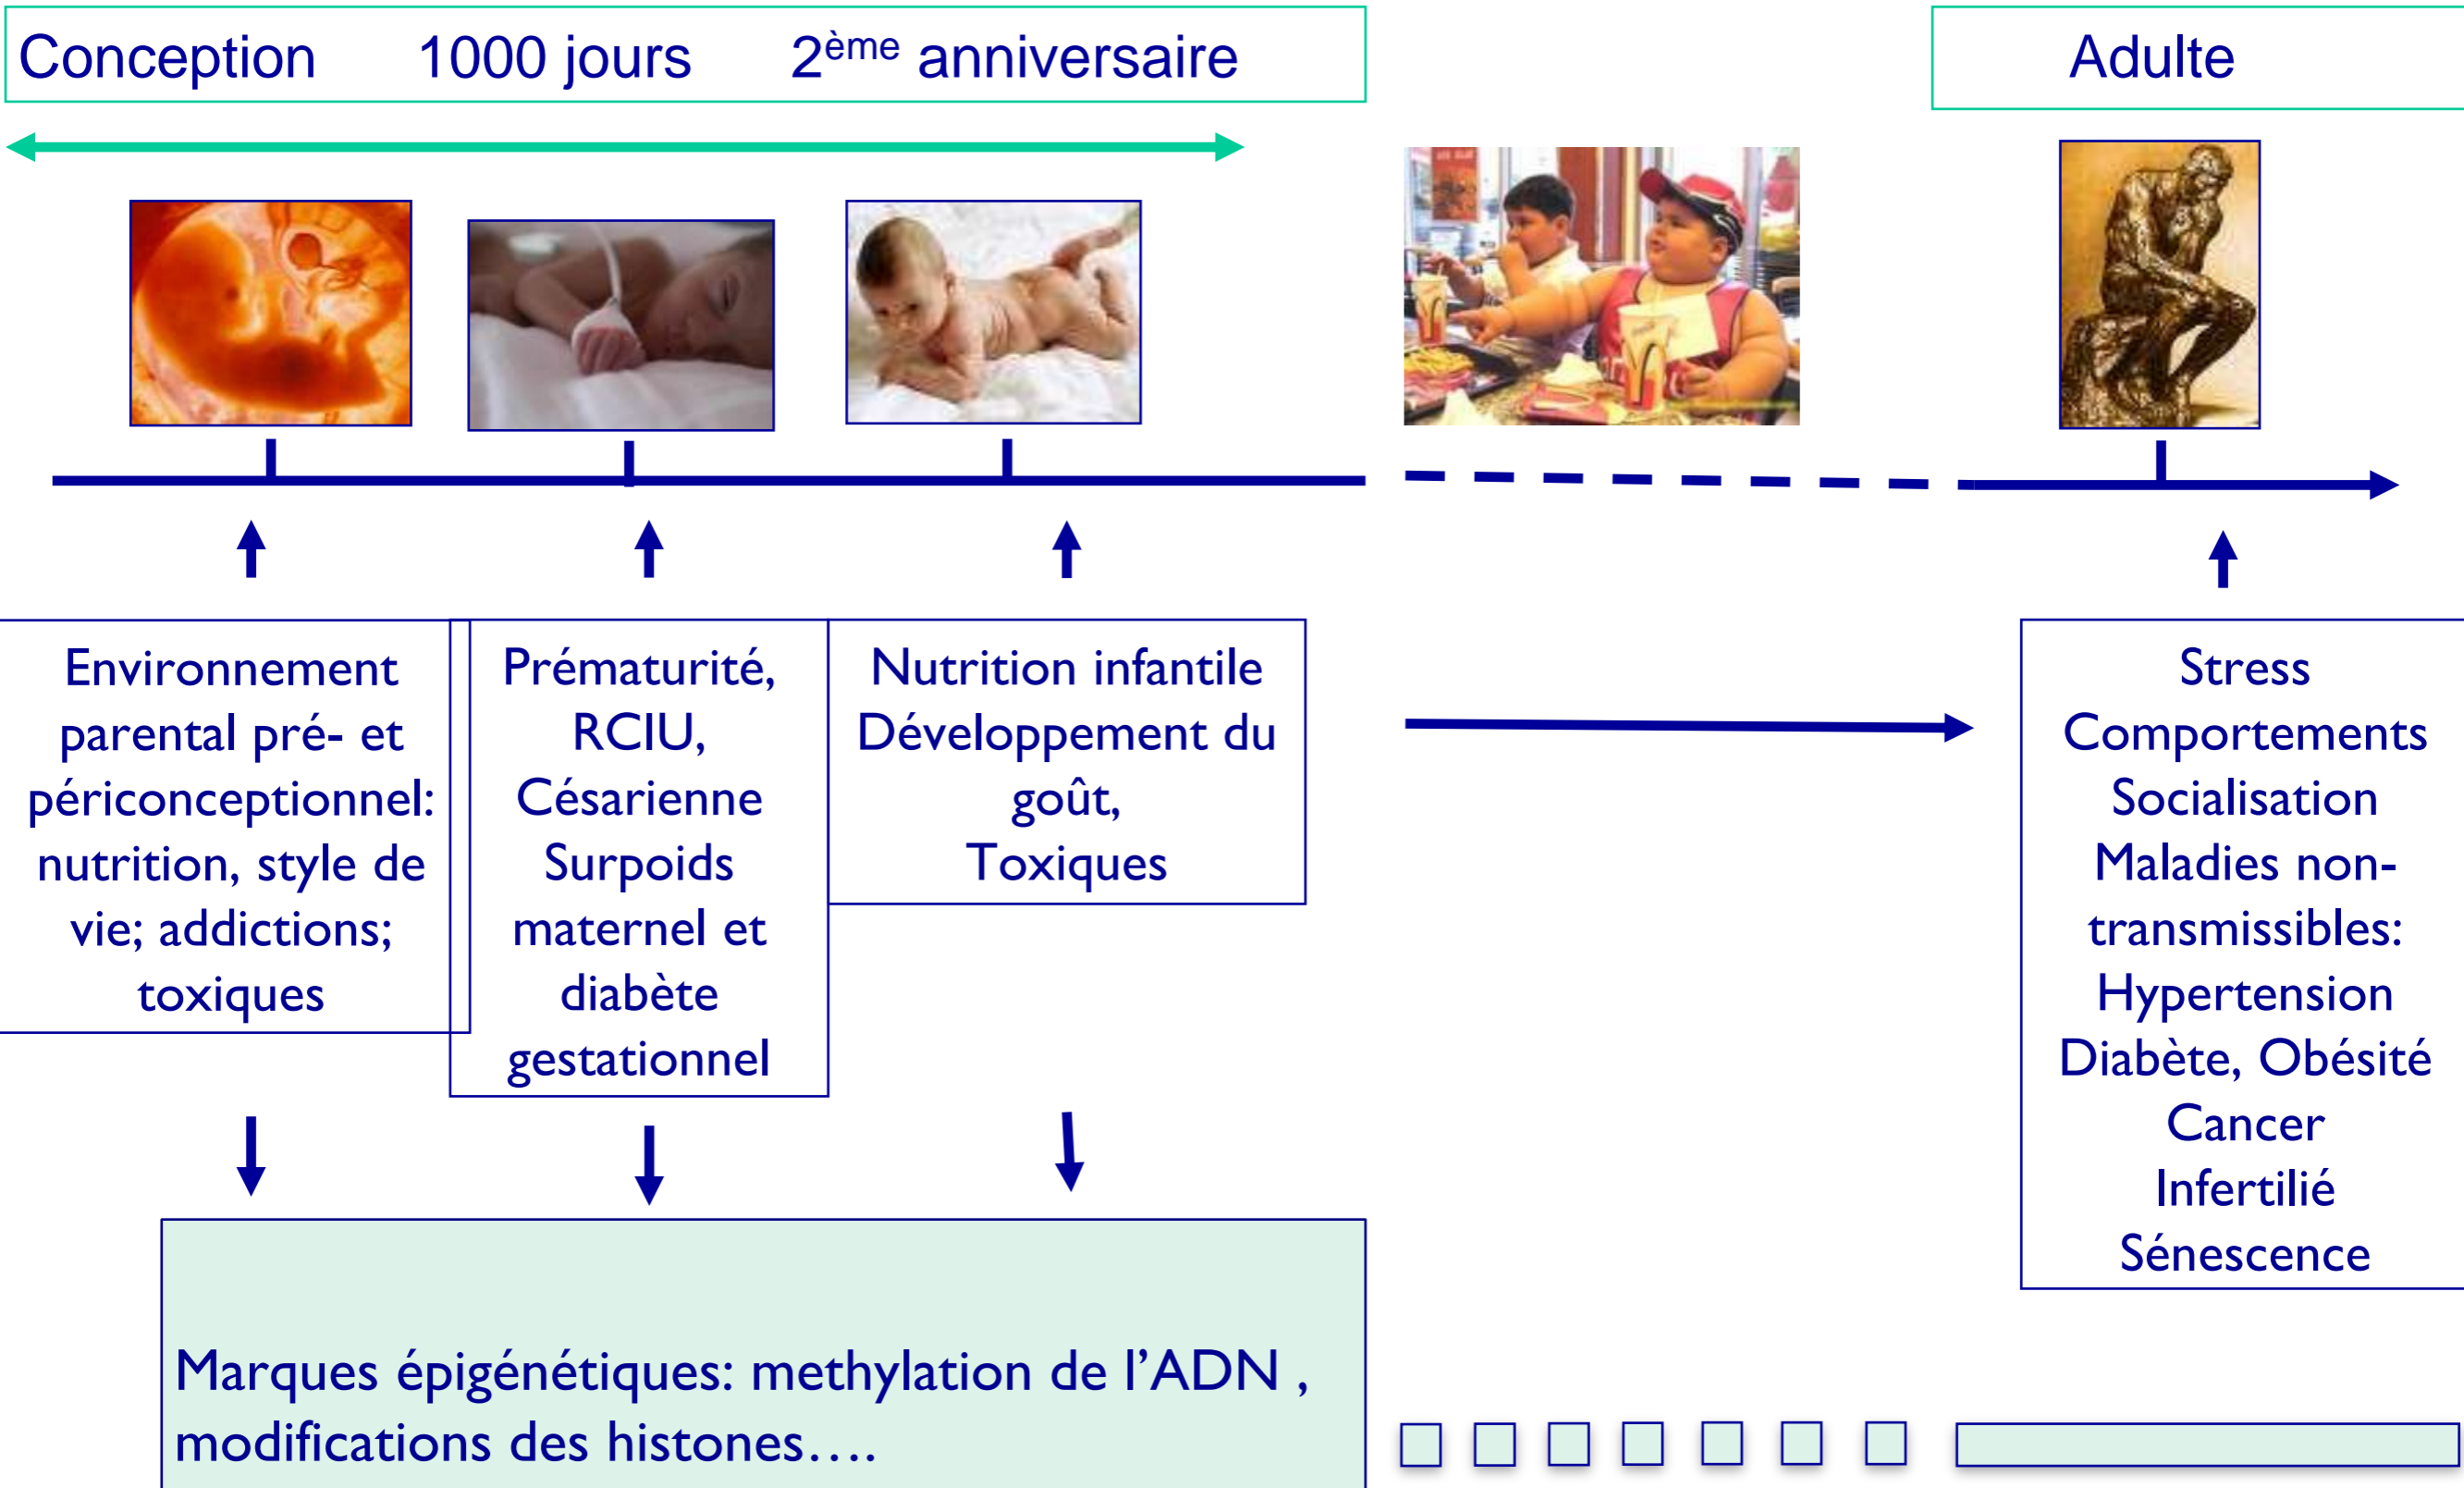 Conception 1000 jours 2ème anniversaire
Adulte
Environnement
parental pré- et
périconceptionnel:
nutrition, style de
vie; addictions;
toxiques
Prématurité,
RCIU,
Césarienne
Surpoids
maternel et
diabète
gestationnel
Nutrition infantile
Développement du
goût,
Toxiques
Stress
Comportements
Socialisation
Maladies non-
transmissibles:
Hypertension
Diabète, Obésité
Cancer
Infertilié
Sénescence
Marques épigénétiques: methylation de l’ADN ,
modifications des histones….